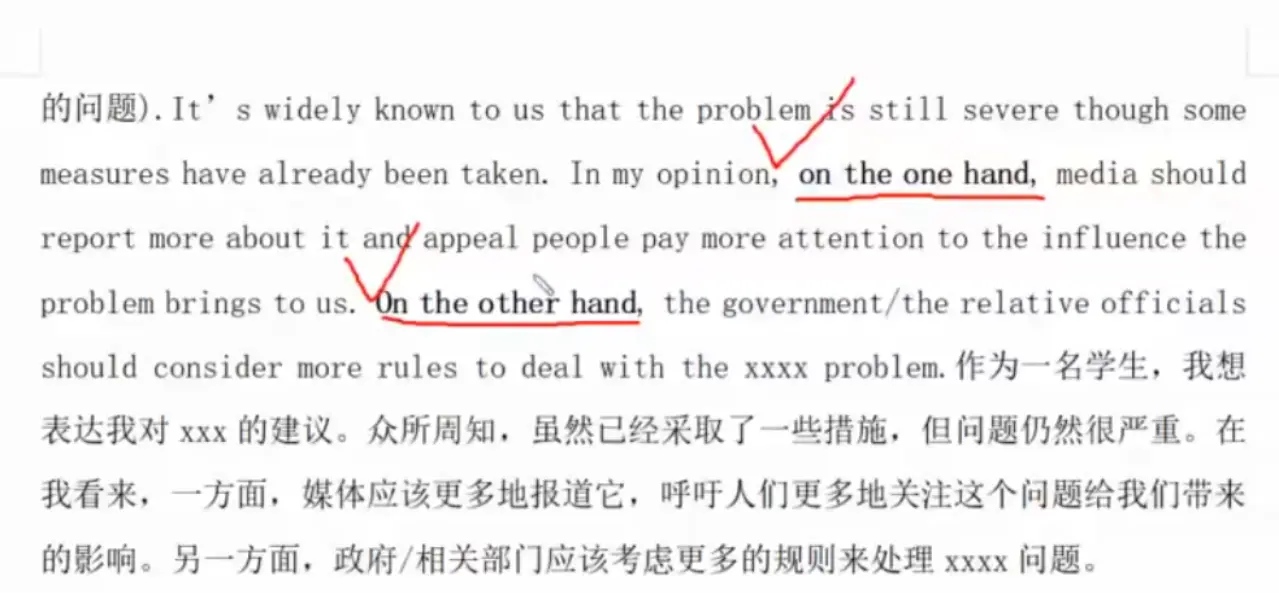 的问题).It’s widely known to us that the problem is still severe though some
measures have already been taken. In my opinion, on the one hand, media should
report more about it and appeal people pay more attention to the influence the
problem brings to us. On the other hand, the government/the relative officials
should consider more rules to deal with the xxxx problem.作为一名学生，我想
表达我对 xxx 的建议。众所周知，虽然已经采取了一些措施，但问题仍然很严重。在
我看来，一方面，媒体应该更多地报道它，呼吁人们更多地关注这个问题给我们带来
的影响。另一方面，政府/相关部门应该考虑更多的规则来处理 xxxx 问题。